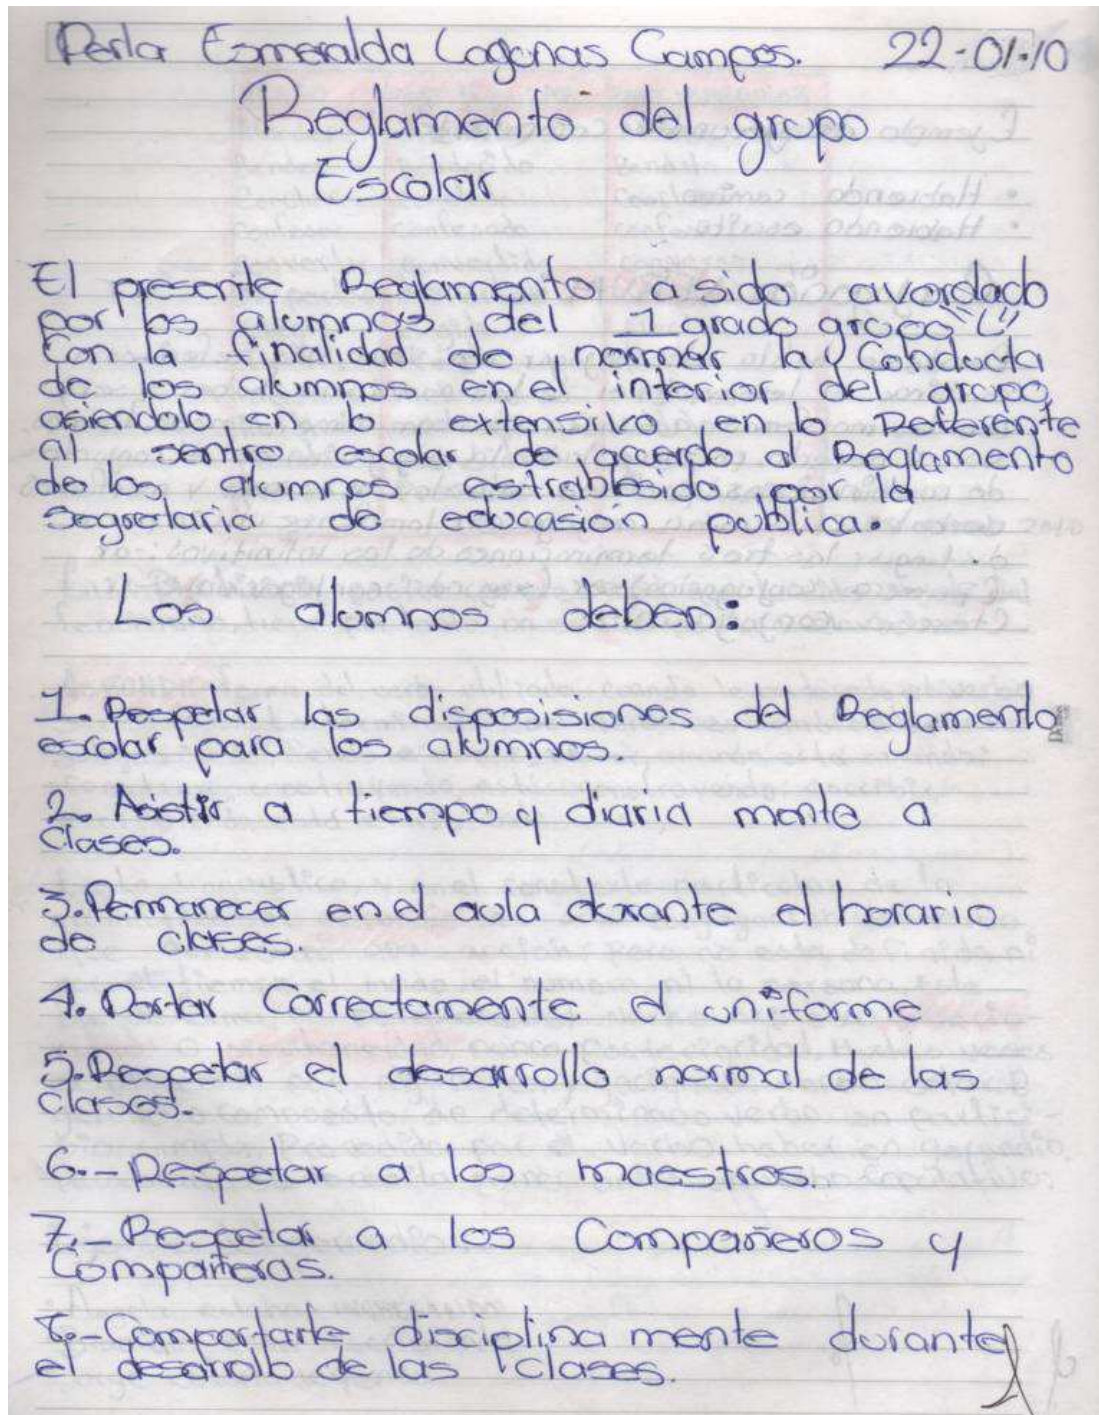 Perla Esmeralda Lagunas Campos. 22-01-10
Reglamento del grupo
Escolar
El presente Reglamento a sido avordado
por los alumnos del 1 grado grupo "C"
con la finalidad de normar la Conducta
de los alumnos en el interior del grupo,
asiendolo en lo extensivo en lo Referente
al sentro escolar de acuerdo al Reglamento
de los alumnos estrablesido por la
segretaria de educasión publica.
Los alumnos deben:
1. Respetar las disposisiones del Reglamento
escolar para los alumnos.
2. Asistir a tiempo y diaria mente a
Clases.
3. Permanecer en el aula durante el horario
de clases.
4. Portar Correctamente el uniforme
5. Respetar el desarrollo normal de las
clases.
6.- Respetar a los maestros.
7.- Respetar a los Compañeros y
Compañeras.
8.- Comportarte disciplina mente durante
el desarrollo de las clases.